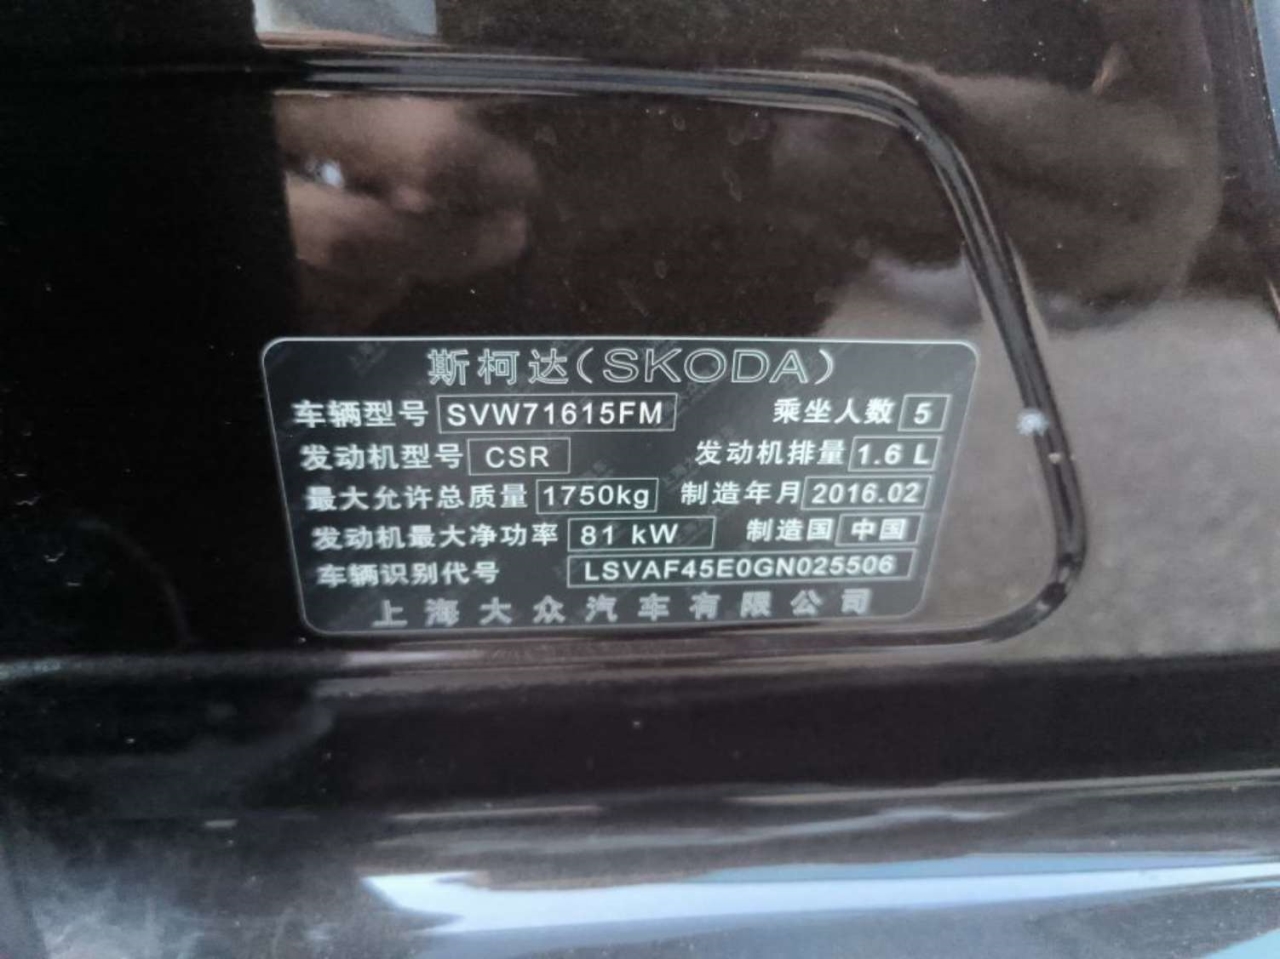 斯柯达(SKODA)
车辆型号 SVW71615FM 乘坐人数 5
发动机型号 CSR 发动机排量 1.6 L
最大允许总质量 1750kg 制造年月 2016.02
发动机最大净功率 81 kW 制造国 中国
车辆识别代号 LSVAF45E0GN025506
上海大众汽车有限公司